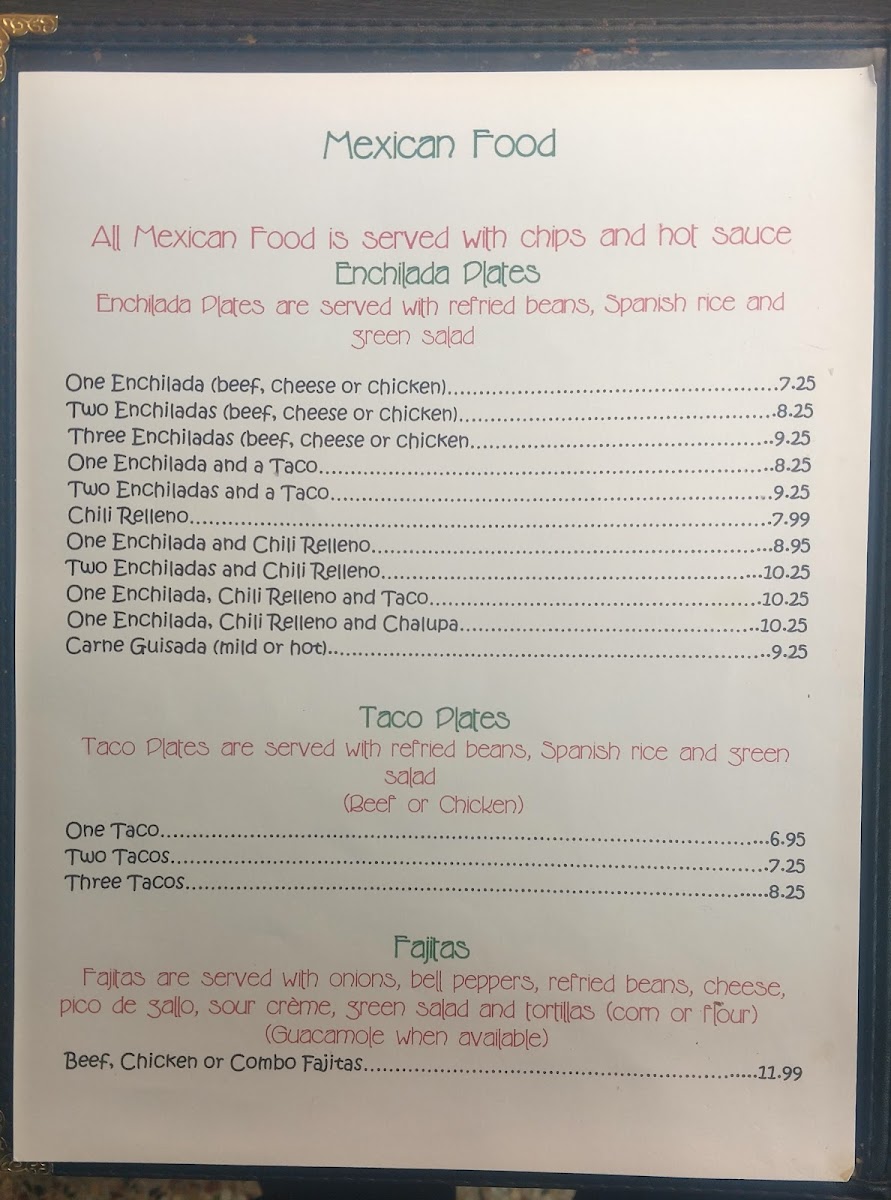 Mexican Food
All Mexican Food is served with chips and hot sauce
Enchilada Plates
Enchilada Plates are served with refried beans, Spanish rice and
green salad
One Enchilada (beef, cheese or chicken)..........7.25
Two Enchiladas (beef, cheese or chicken)..........8.25
Three Enchiladas (beef, cheese or chicken..........9.25
One Enchilada and a Taco..........8.25
Two Enchiladas and a Taco..........9.25
Chili Relleno..........7.99
One Enchilada and Chili Relleno..........8.95
Two Enchiladas and Chili Relleno..........10.25
One Enchilada, Chili Relleno and Taco..........10.25
One Enchilada, Chili Relleno and Chalupa..........10.25
Carne Guisada (mild or hot)..........9.25
Taco Plates
Taco Plates are served with refried beans, Spanish rice and green
salad
(Beef or Chicken)
One Taco..........6.95
Two Tacos..........7.25
Three Tacos..........8.25
Fajitas
Fajitas are served with onions, bell peppers, refried beans, cheese,
pico de gallo, sour crème, green salad and tortillas (corn or flour)
(Guacamole when available)
Beef, Chicken or Combo Fajitas..........11.99